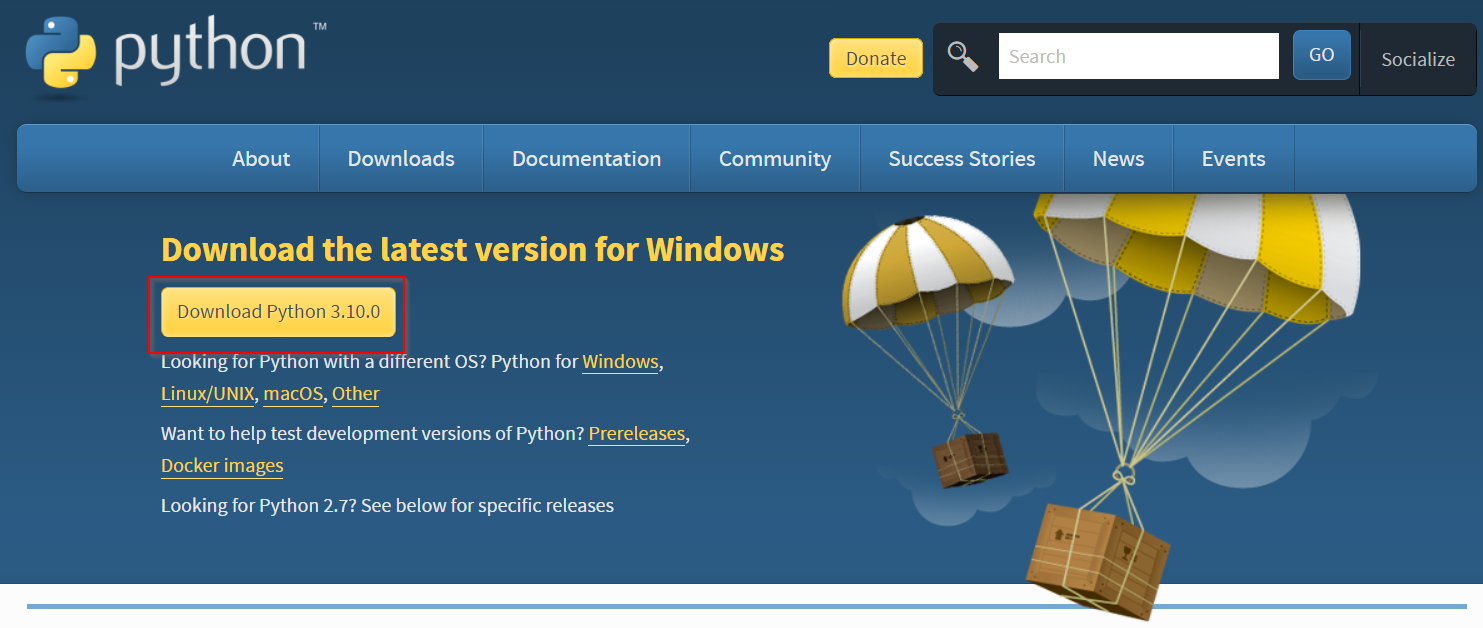 python™
Donate
Search
GO
Socialize
About
Downloads
Documentation
Community
Success Stories
News
Events
Download the latest version for Windows
Download Python 3.10.0
Looking for Python with a different OS? Python for Windows,
Linux/UNIX, macOS, Other
Want to help test development versions of Python? Prereleases,
Docker images
Looking for Python 2.7? See below for specific releases